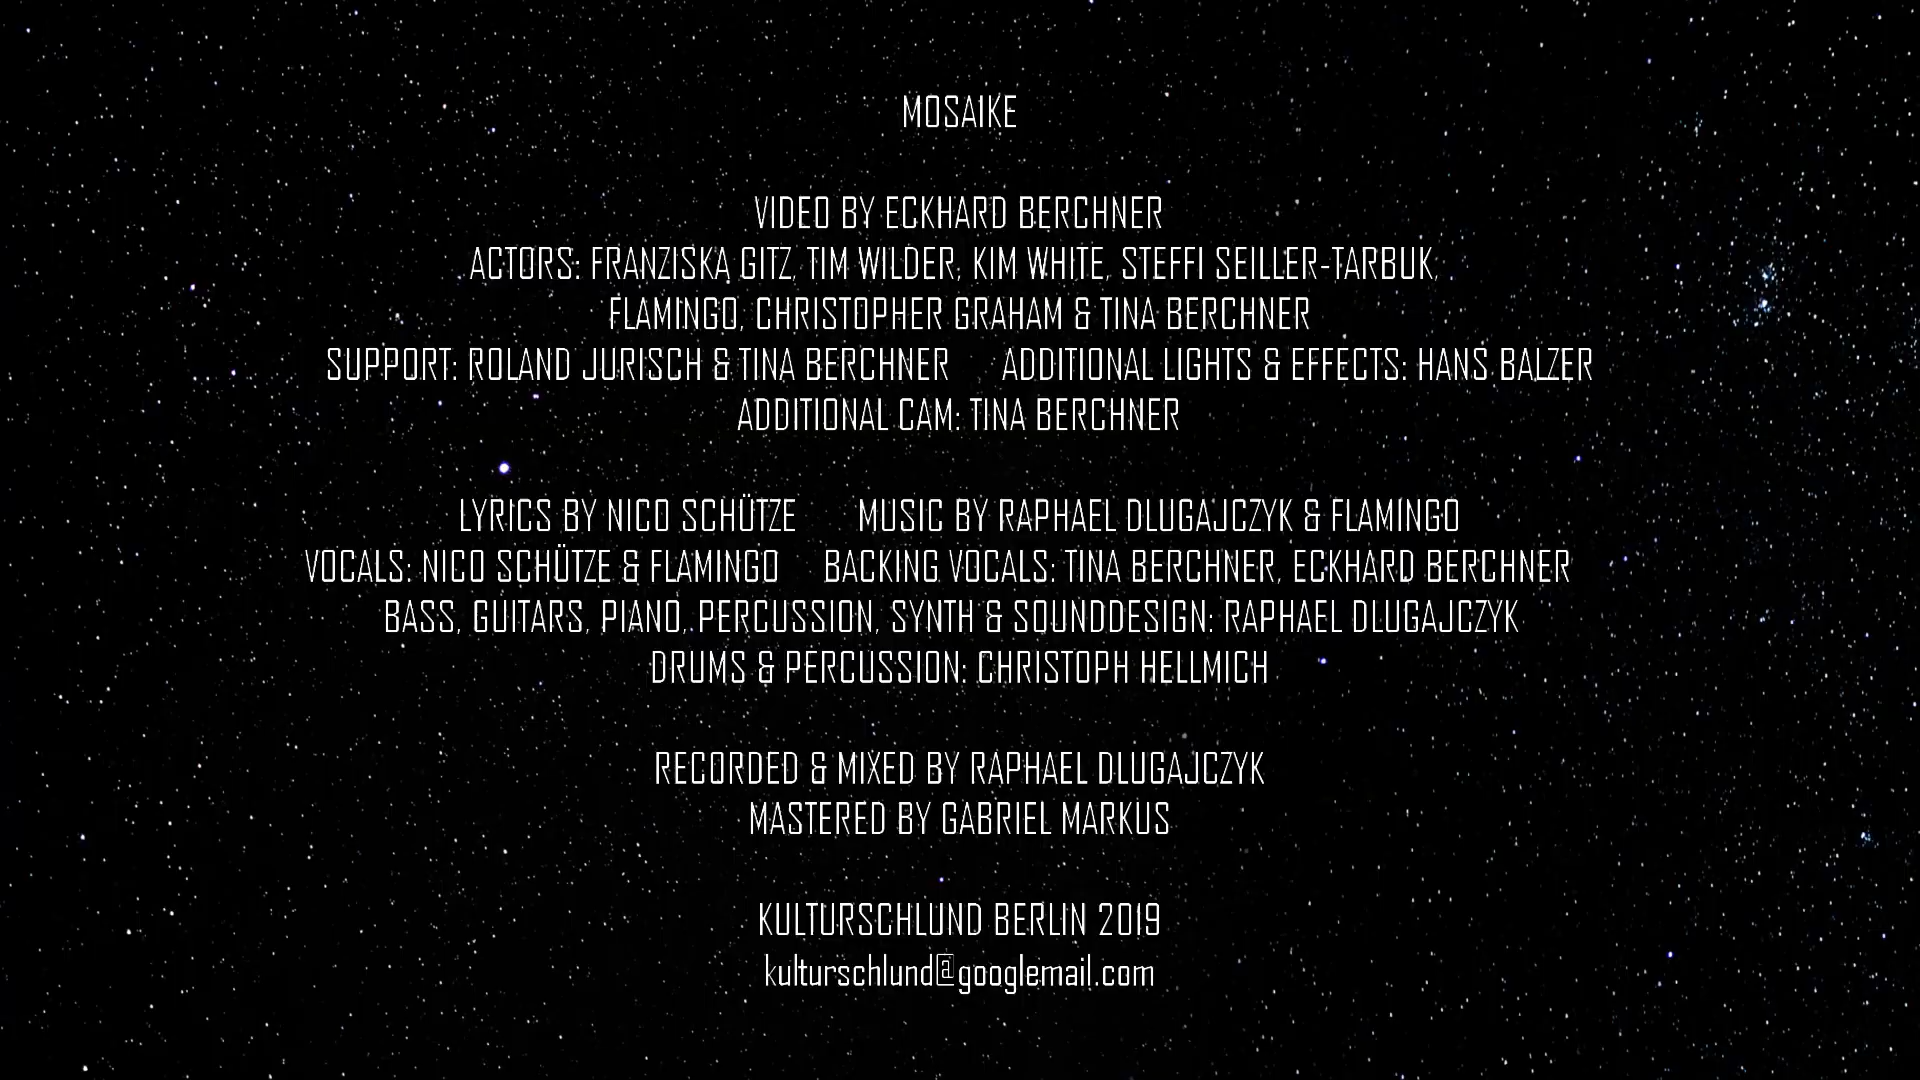 MOSAIKE
VIDEO BY ECKHARD BERCHNER
ACTORS: FRANZISKA GITZ, TIM WILDER, KIM WHITE, STEFFI SEILLER-TARBUK,
FLAMINGO, CHRISTOPHER GRAHAM & TINA BERCHNER
SUPPORT: ROLAND JURISCH & TINA BERCHNER ADDITIONAL LIGHTS & EFFECTS: HANS BALZER
ADDITIONAL CAM: TINA BERCHNER
LYRICS BY NICO SCHÜTZE MUSIC BY RAPHAEL DLUGAJCZYK & FLAMINGO
VOCALS: NICO SCHÜTZE & FLAMINGO BACKING VOCALS: TINA BERCHNER, ECKHARD BERCHNER
BASS, GUITARS, PIANO, PERCUSSION, SYNTH & SOUNDDESIGN: RAPHAEL DLUGAJCZYK
DRUMS & PERCUSSION: CHRISTOPH HELLMICH
RECORDED & MIXED BY RAPHAEL DLUGAJCZYK
MASTERED BY GABRIEL MARKUS
KULTURSCHLUND BERLIN 2019
kulturschlund@googlemail.com